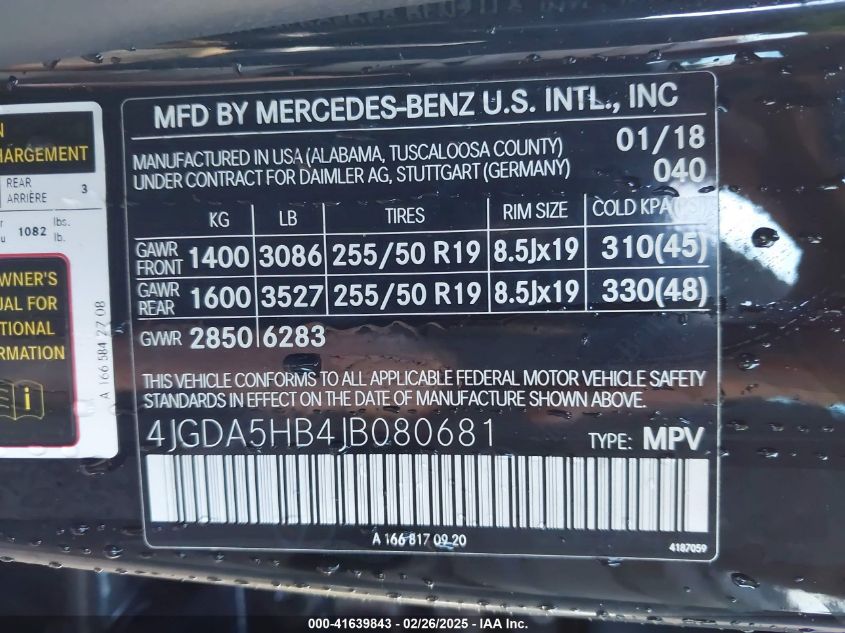 MFD BY MERCEDES-BENZ U.S. INTL., INC
MANUFACTURED IN USA (ALABAMA, TUSCALOOSA COUNTY)
UNDER CONTRACT FOR DAIMLER AG, STUTTGART (GERMANY)
01/18
040
KG LB TIRES RIM SIZE COLD KPA
GAWR FRONT 1400 3086 255/50 R19 8.5Jx19 310(45)
GAWR REAR 1600 3527 255/50 R19 8.5Jx19 330(48)
GVWR 2850 6283
THIS VEHICLE CONFORMS TO ALL APPLICABLE FEDERAL MOTOR VEHICLE SAFETY
STANDARDS IN EFFECT ON THE DATE OF MANUFACTURE SHOWN ABOVE.
4JGDA5HB4JB080681 TYPE: MPV
A 166 817 09 20
4187059
REAR 3
ARRIÈRE
1082 lbs.
lb.
FOR
A 166 584 27 08
000-41639843 - 02/26/2025 - IAA Inc.